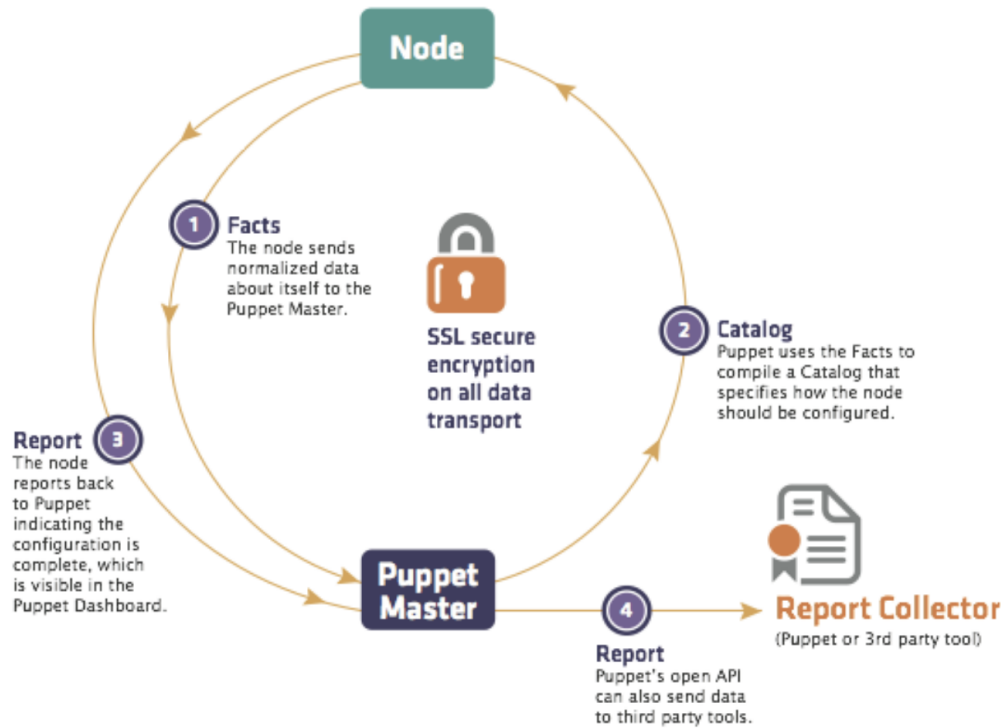 Node
1
Facts
The node sends
normalized data
about itself to the
Puppet Master.
SSL secure
encryption
on all data
transport
2
Catalog
Puppet uses the Facts to
compile a Catalog that
specifies how the node
should be configured.
Report
3
The node
reports back
to Puppet
indicating the
configuration is
complete, which
is visible in the
Puppet Dashboard.
Puppet
Master
4
Report
Puppet's open API
can also send data
to third party tools.
Report Collector
(Puppet or 3rd party tool)